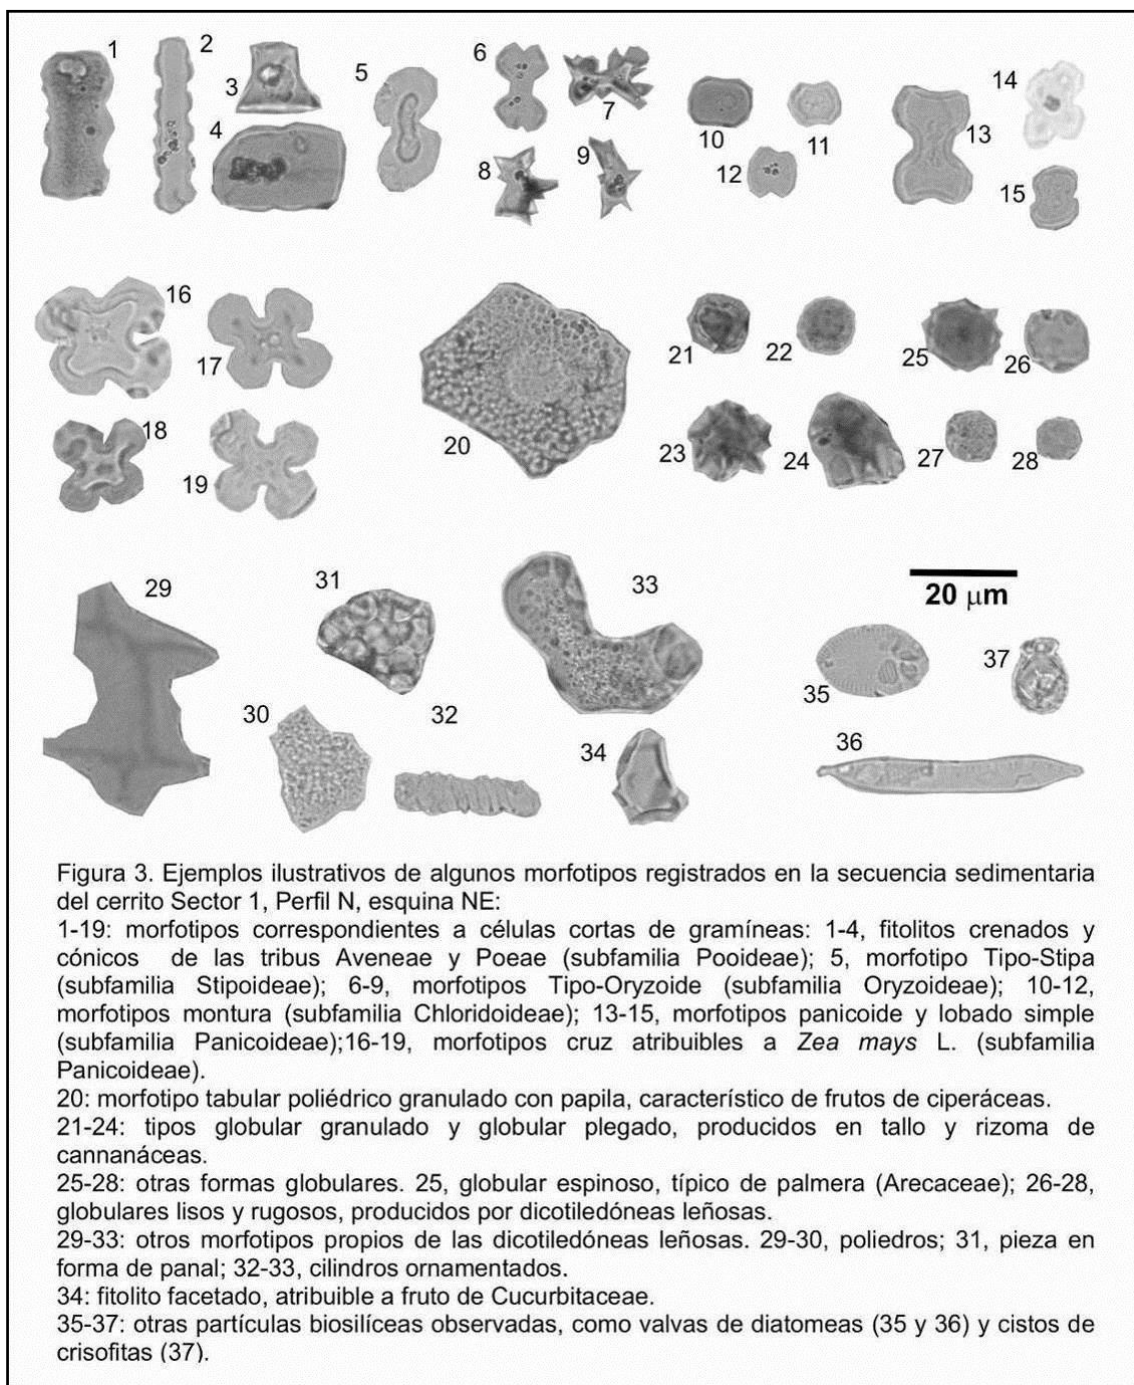 1
2
3
4
5
6
7
8
9
10
11
12
13
14
15
16
17
18
19
20
21
22
23
24
25
26
27
28
29
30
31
32
33
34
20 μm
35
36
37
Figura 3. Ejemplos ilustrativos de algunos morfotipos registrados en la secuencia sedimentaria
del cerrito Sector 1, Perfil N, esquina NE:
1-19: morfotipos correspondientes a células cortas de gramíneas: 1-4, fitolitos crenados y
cónicos de las tribus Aveneae y Poeae (subfamilia Pooideae); 5, morfotipo Tipo-Stipa
(subfamilia Stipoideae); 6-9, morfotipos Tipo-Oryzoide (subfamilia Oryzoideae); 10-12,
morfotipos montura (subfamilia Chloridoideae); 13-15, morfotipos panicoide y lobado simple
(subfamilia Panicoideae);16-19, morfotipos cruz atribuibles a Zea mays L. (subfamilia
Panicoideae).
20: morfotipo tabular poliédrico granulado con papila, característico de frutos de ciperáceas.
21-24: tipos globular granulado y globular plegado, producidos en tallo y rizoma de
cannanáceas.
25-28: otras formas globulares. 25, globular espinoso, típico de palmera (Arecaceae); 26-28,
globulares lisos y rugosos, producidos por dicotiledóneas leñosas.
29-33: otros morfotipos propios de las dicotiledóneas leñosas. 29-30, poliedros; 31, pieza en
forma de panal; 32-33, cilindros ornamentados.
34: fitolito facetado, atribuible a fruto de Cucurbitaceae.
35-37: otras partículas biosilíceas observadas, como valvas de diatomeas (35 y 36) y cistos de
crisofitas (37).